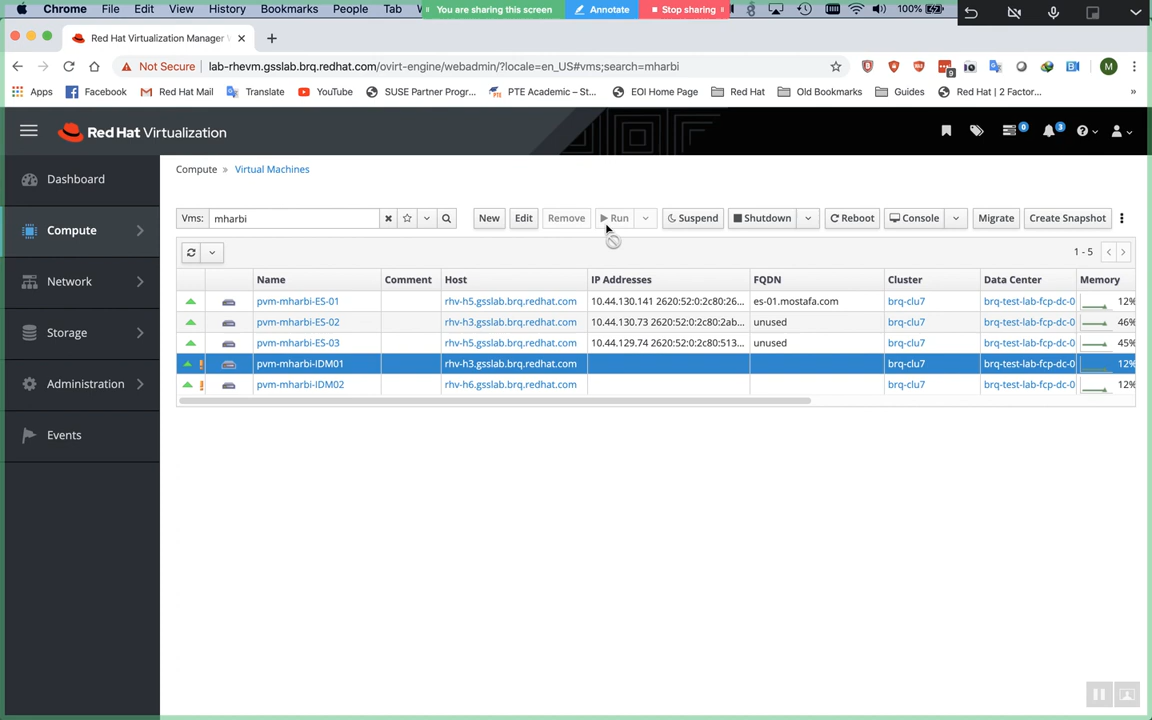 Chrome File Edit View History Bookmarks People Tab You are sharing this screen Annotate Stop sharing 100%
Red Hat Virtualization Manager
Not Secure lab-rhevm.gsslab.brq.redhat.com/ovirt-engine/webadmin/?locale=en_US#vms;search=mharbi 9 M
Apps Facebook Red Hat Mail Translate YouTube SUSE Partner Prog... PTE Academic – St... EOI Home Page Red Hat Old Bookmarks Guides Red Hat | 2 Factor... »
Red Hat Virtualization 0 3
Dashboard
Compute
Network
Storage
Administration
Events
Compute » Virtual Machines
Vms: mharbi New Edit Remove Run Suspend Shutdown Reboot Console Migrate Create Snapshot
1 - 5
Name Comment Host IP Addresses FQDN Cluster Data Center Memory
pvm-mharbi-ES-01 rhv-h5.gsslab.brq.redhat.com 10.44.130.141 2620:52:0:2c80:26... es-01.mostafa.com brq-clu7 brq-test-lab-fcp-dc-0 12%
pvm-mharbi-ES-02 rhv-h3.gsslab.brq.redhat.com 10.44.130.73 2620:52:0:2c80:2ab... unused brq-clu7 brq-test-lab-fcp-dc-0 46%
pvm-mharbi-ES-03 rhv-h5.gsslab.brq.redhat.com 10.44.129.74 2620:52:0:2c80:513... unused brq-clu7 brq-test-lab-fcp-dc-0 45%
pvm-mharbi-IDM01 rhv-h3.gsslab.brq.redhat.com brq-clu7 brq-test-lab-fcp-dc-0 12%
pvm-mharbi-IDM02 rhv-h6.gsslab.brq.redhat.com brq-clu7 brq-test-lab-fcp-dc-0 12%